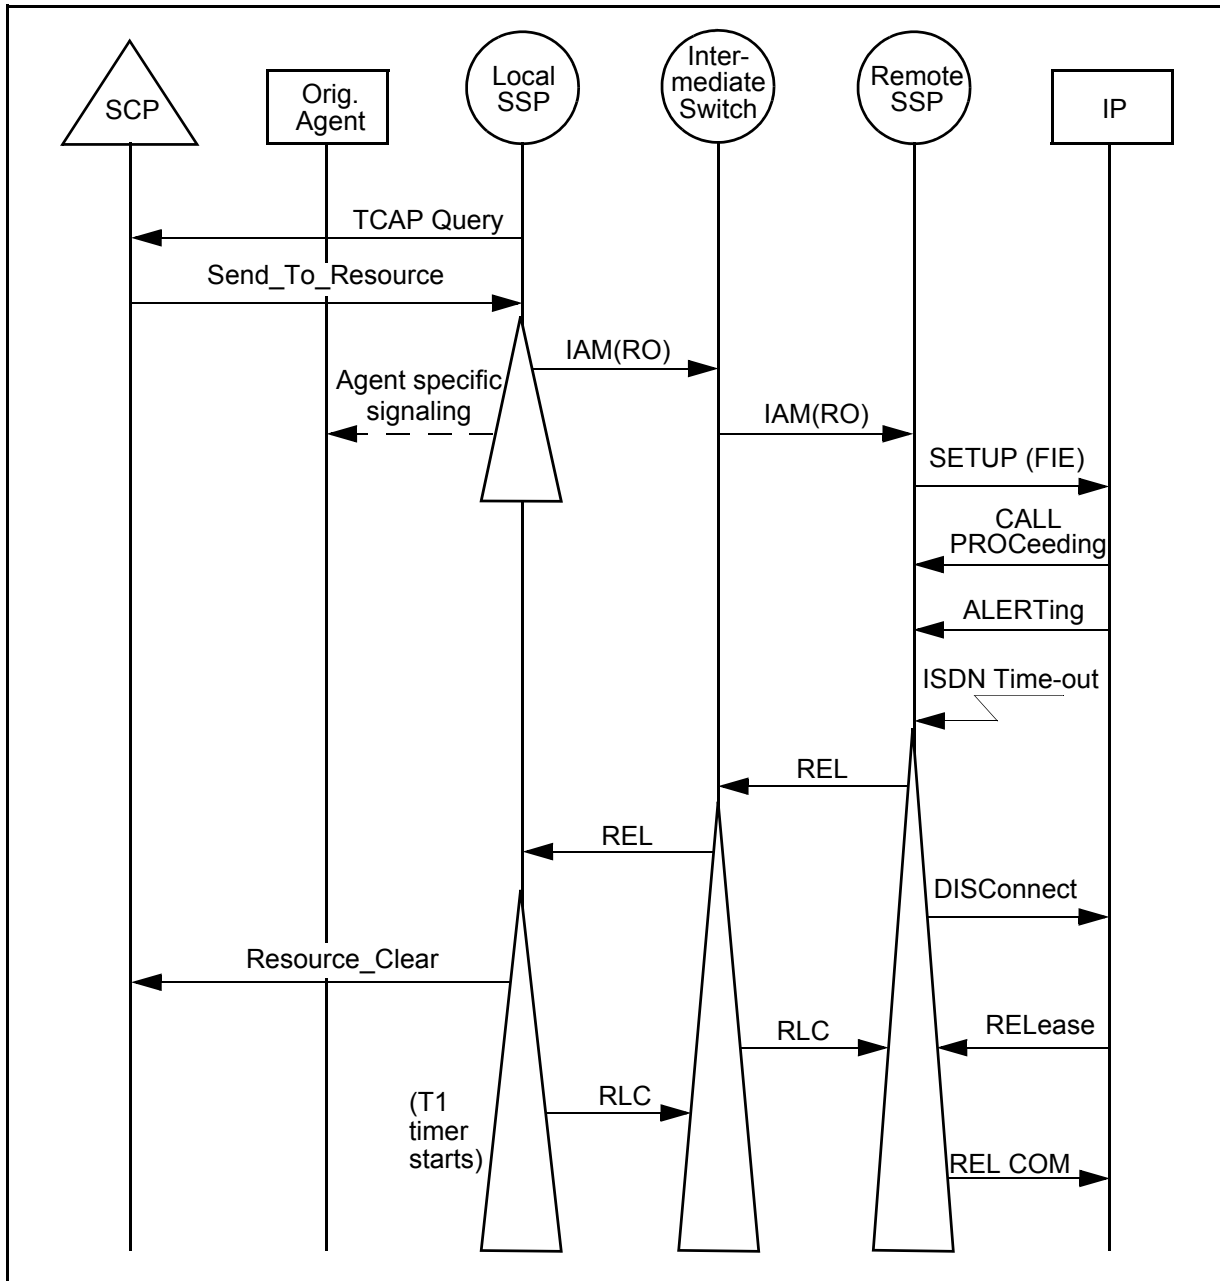 SCP
Orig.
Agent
Local
SSP
Inter-
mediate
Switch
Remote
SSP
IP
TCAP Query
Send_To_Resource
IAM(RO)
Agent specific
signaling
IAM(RO)
SETUP (FIE)
CALL
PROCeeding
ALERTing
ISDN Time-out
REL
REL
DISConnect
Resource_Clear
RLC
RELease
(T1
timer
starts)
RLC
REL COM